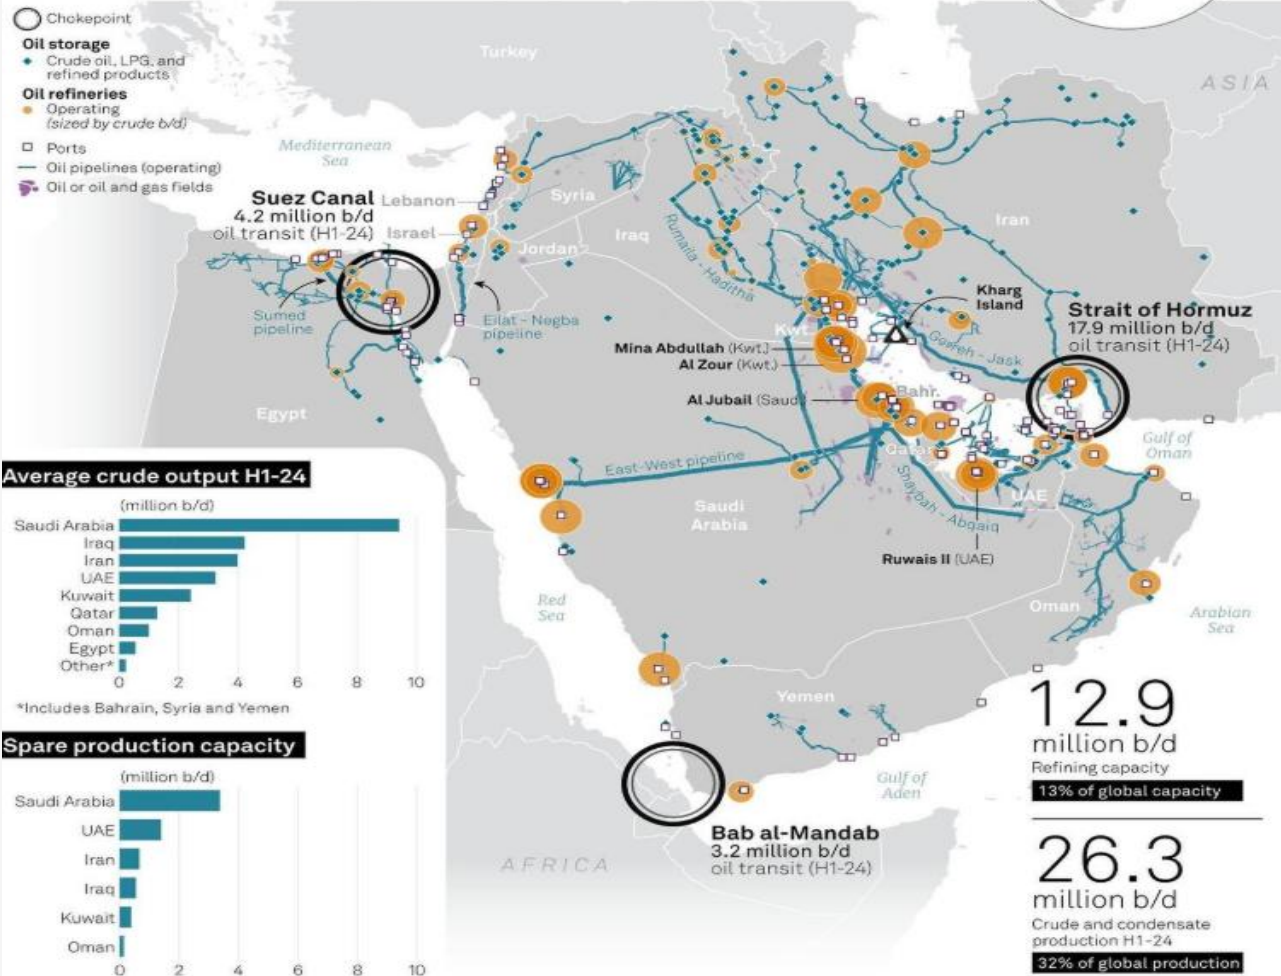 Chokepoint
Oil storage
Crude oil, LPG, and
refined products
Oil refineries
Operating
(sized by crude b/d)
Ports
Oil pipelines (operating)
Oil or oil and gas fields
Turkey
ASIA
Mediterranean
Sea
Suez Canal
4.2 million b/d
oil transit (H1-24)
Lebanon
Israel
Syria
Jordan
Iraq
Iran
Rumaila - Haditha
Sumed
pipeline
Eilat - Negba
pipeline
Egypt
Kharg
Island
Kwt.
Goreh - Jask
Strait of Hormuz
17.9 million b/d
oil transit (H1-24)
Mina Abdullah (Kwt.)
Al Zour (Kwt.)
Al Jubail (Saudi
Bahr.
Qatar
Gulf of
Oman
East-West pipeline
Shaybah - Abqaiq
UAE
Saudi
Arabia
Ruwais II (UAE)
Oman
Arabian
Sea
Red
Sea
Yemen
Gulf of
Aden
Bab al-Mandab
3.2 million b/d
oil transit (H1-24)
AFRICA
Average crude output H1-24
(million b/d)
Saudi Arabia
Iraq
Iran
UAE
Kuwait
Qatar
Oman
Egypt
Other*
0 2 4 6 8 10
*Includes Bahrain, Syria and Yemen
Spare production capacity
(million b/d)
Saudi Arabia
UAE
Iran
Iraq
Kuwait
Oman
0 2 4 6 8 10
12.9
million b/d
Refining capacity
13% of global capacity
26.3
million b/d
Crude and condensate
production H1-24
32% of global production